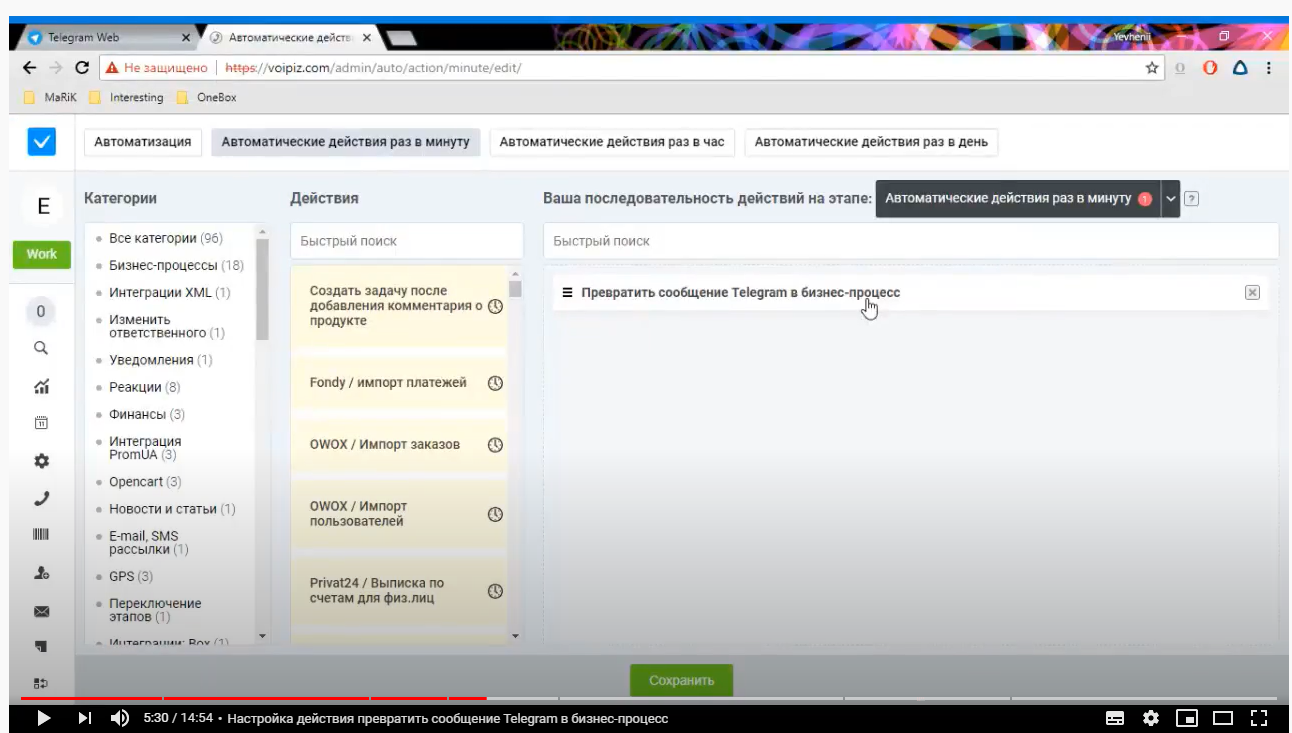 Telegram Web
Автоматические действ
Yevhenii
Не защищено | https://voipiz.com/admin/auto/action/minute/edit/
MaRiK Interesting OneBox
Автоматизация Автоматические действия раз в минуту Автоматические действия раз в час Автоматические действия раз в день
E
Work
0
Категории
Все категории (96)
Бизнес-процессы (18)
Интеграции XML (1)
Изменить
ответственного (1)
Уведомления (1)
Реакции (8)
Финансы (3)
Интеграция
PromUA (3)
Opencart (3)
Новости и статьи (1)
E-mail, SMS
рассылки (1)
GPS (3)
Переключение
этапов (1)
Интеграции: Box (1)
Действия
Быстрый поиск
Создать задачу после
добавления комментария о
продукте
Fondy / импорт платежей
OWOX / Импорт заказов
OWOX / Импорт
пользователей
Privat24 / Выписка по
счетам для физ.лиц
Ваша последовательность действий на этапе: Автоматические действия раз в минуту 1 ?
Быстрый поиск
Превратить сообщение Telegram в бизнес-процесс
Сохранить
5:30 / 14:54 • Настройка действия превратить сообщение Telegram в бизнес-процесс